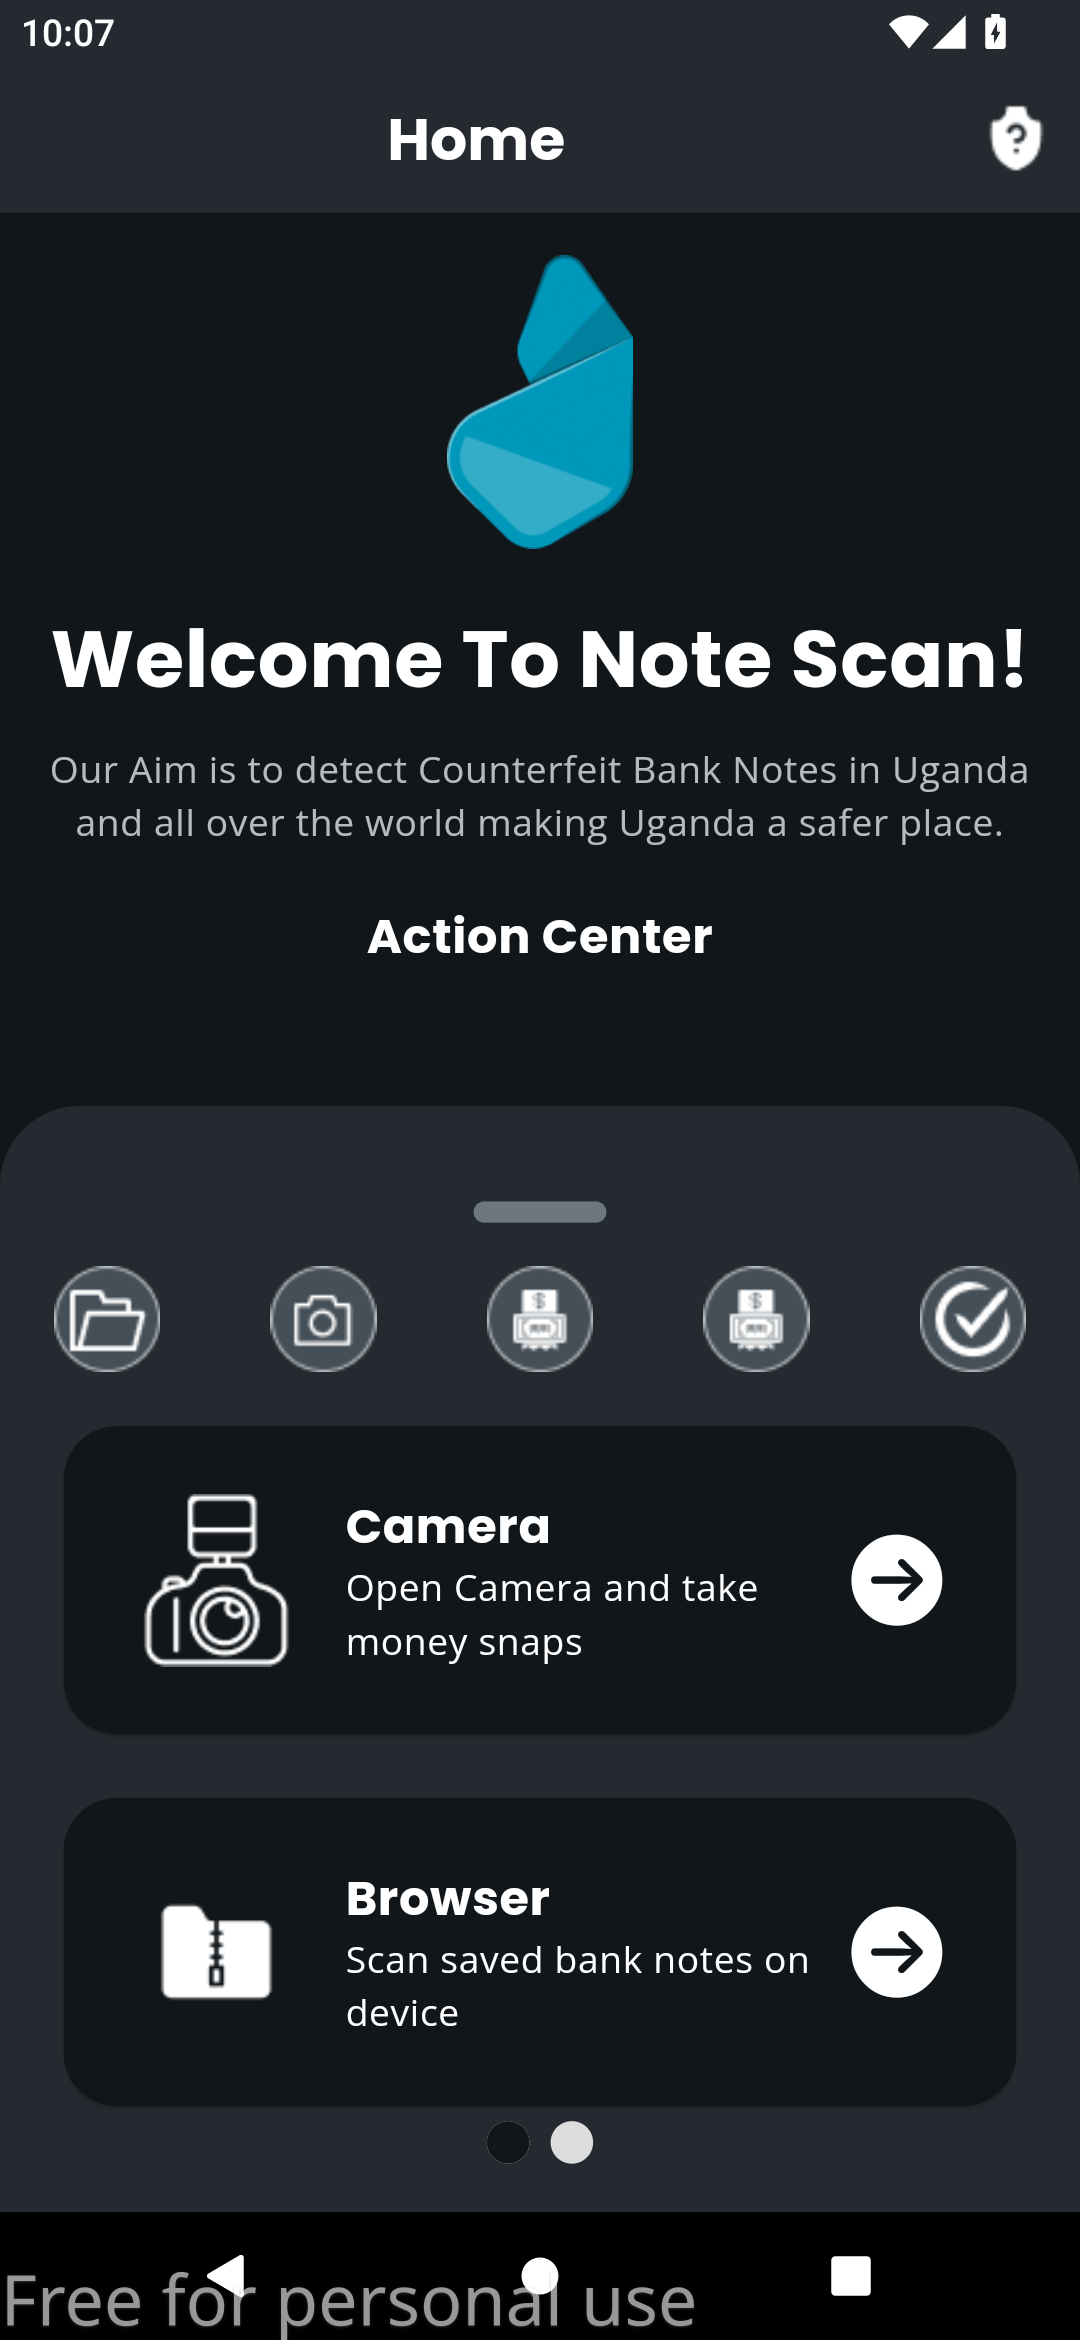 10:07
Home
Welcome To Note Scan!
Our Aim is to detect Counterfeit Bank Notes in Uganda
and all over the world making Uganda a safer place.
Action Center
Camera
Open Camera and take
money snaps
Browser
Scan saved bank notes on
device
Free for personal use